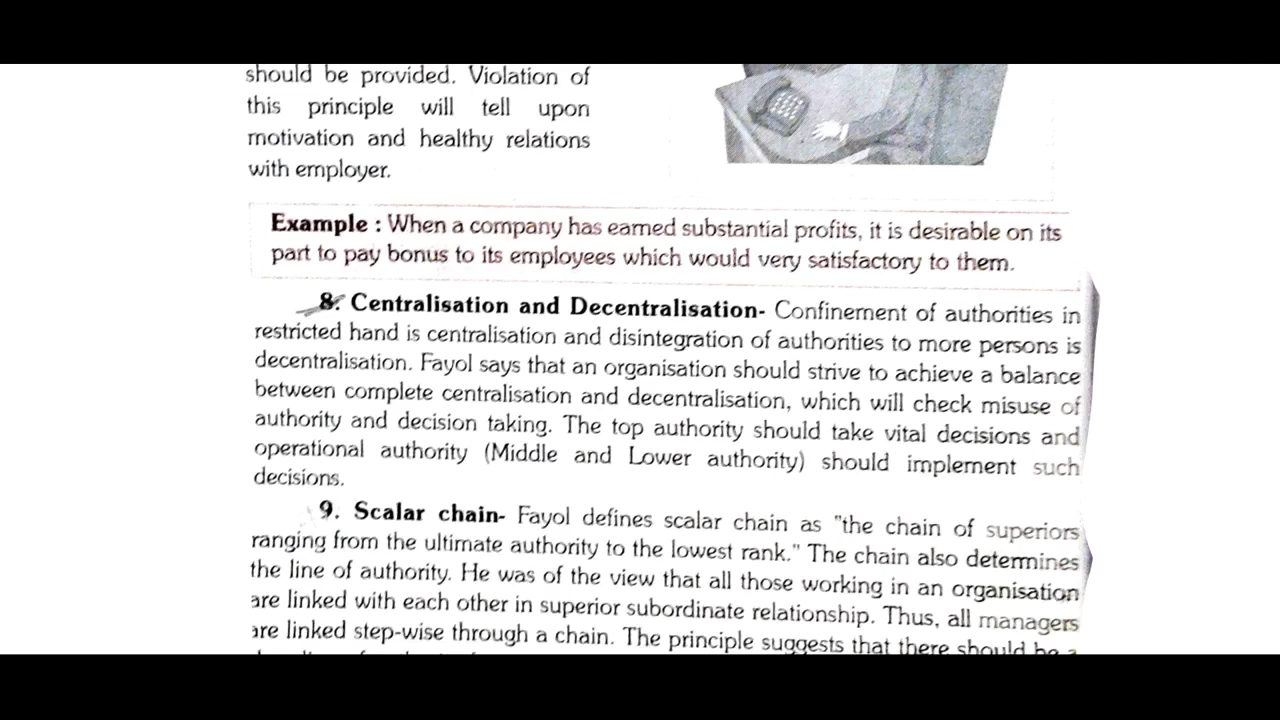 should be provided. Violation of
this principle will tell upon
motivation and healthy relations
with employer.
Example : When a company has earned substantial profits, it is desirable on its
part to pay bonus to its employees which would very satisfactory to them.
8. Centralisation and Decentralisation- Confinement of authorities in
restricted hand is centralisation and disintegration of authorities to more persons is
decentralisation. Fayol says that an organisation should strive to achieve a balance
between complete centralisation and decentralisation, which will check misuse of
authority and decision taking. The top authority should take vital decisions and
operational authority (Middle and Lower authority) should implement such
decisions.
9. Scalar chain- Fayol defines scalar chain as "the chain of superiors
ranging from the ultimate authority to the lowest rank." The chain also determines
the line of authority. He was of the view that all those working in an organisation
are linked with each other in superior subordinate relationship. Thus, all managers
are linked step-wise through a chain. The principle suggests that there should be a